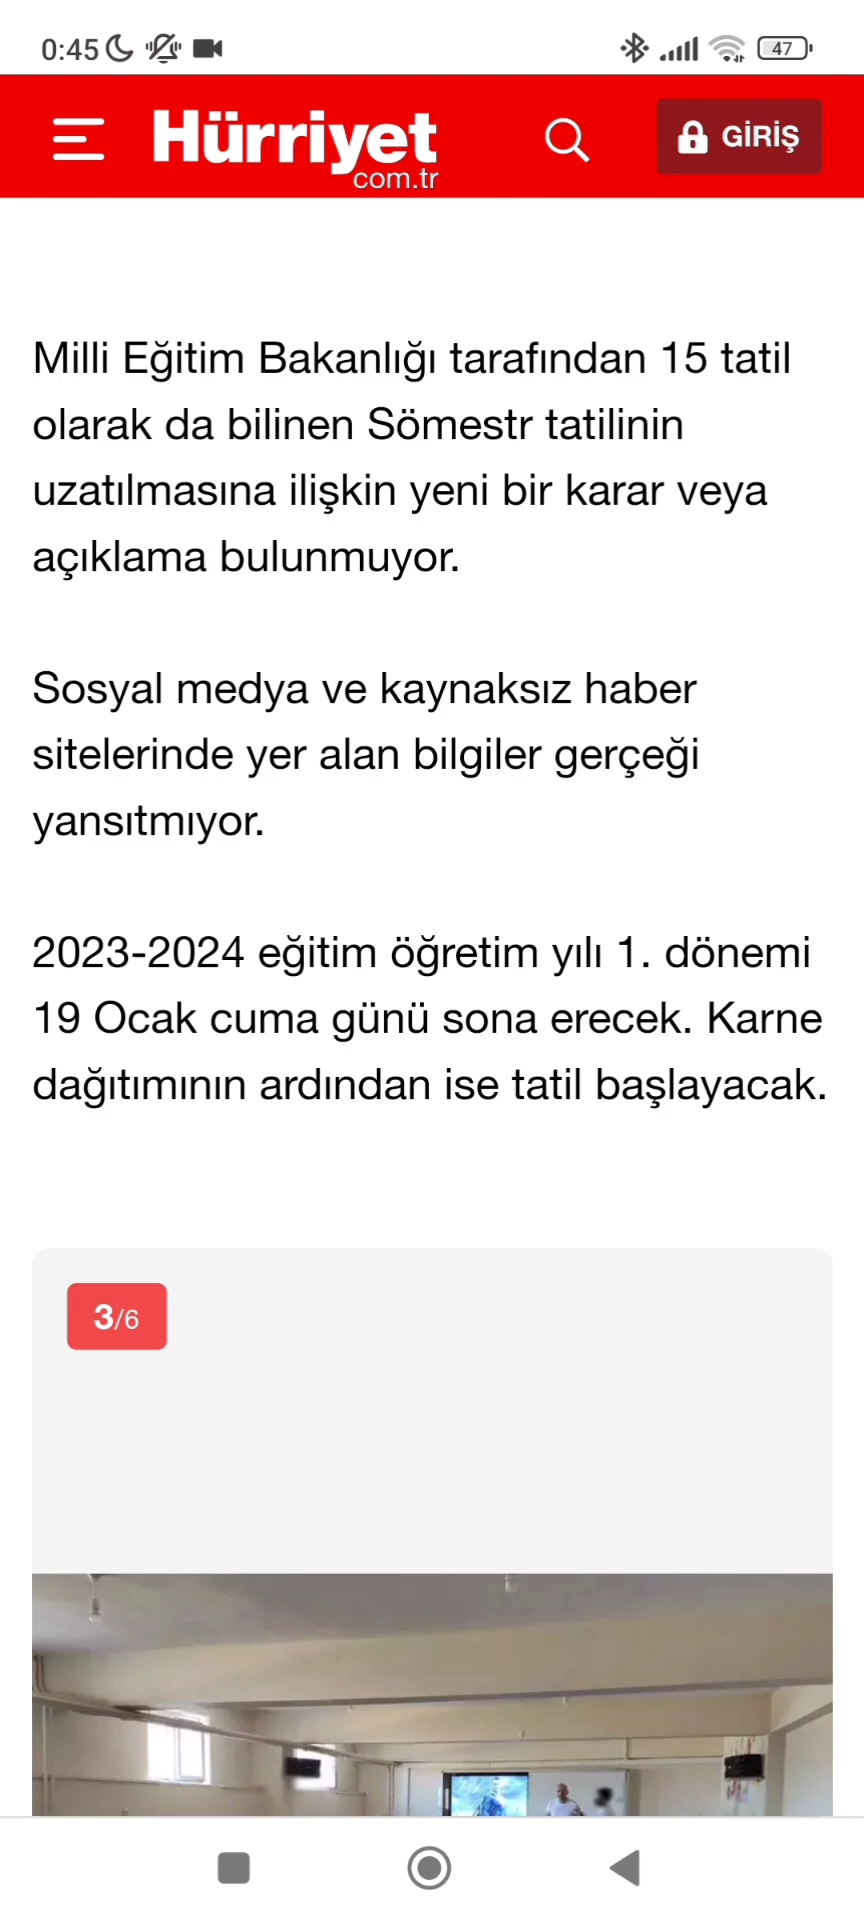 0:45
47
Hürriyet
com.tr
GİRİŞ
Milli Eğitim Bakanlığı tarafından 15 tatil
olarak da bilinen Sömestr tatilinin
uzatılmasına ilişkin yeni bir karar veya
açıklama bulunmuyor.
Sosyal medya ve kaynaksız haber
sitelerinde yer alan bilgiler gerçeği
yansıtmıyor.
2023-2024 eğitim öğretim yılı 1. dönemi
19 Ocak cuma günü sona erecek. Karne
dağıtımının ardından ise tatil başlayacak.
3/6